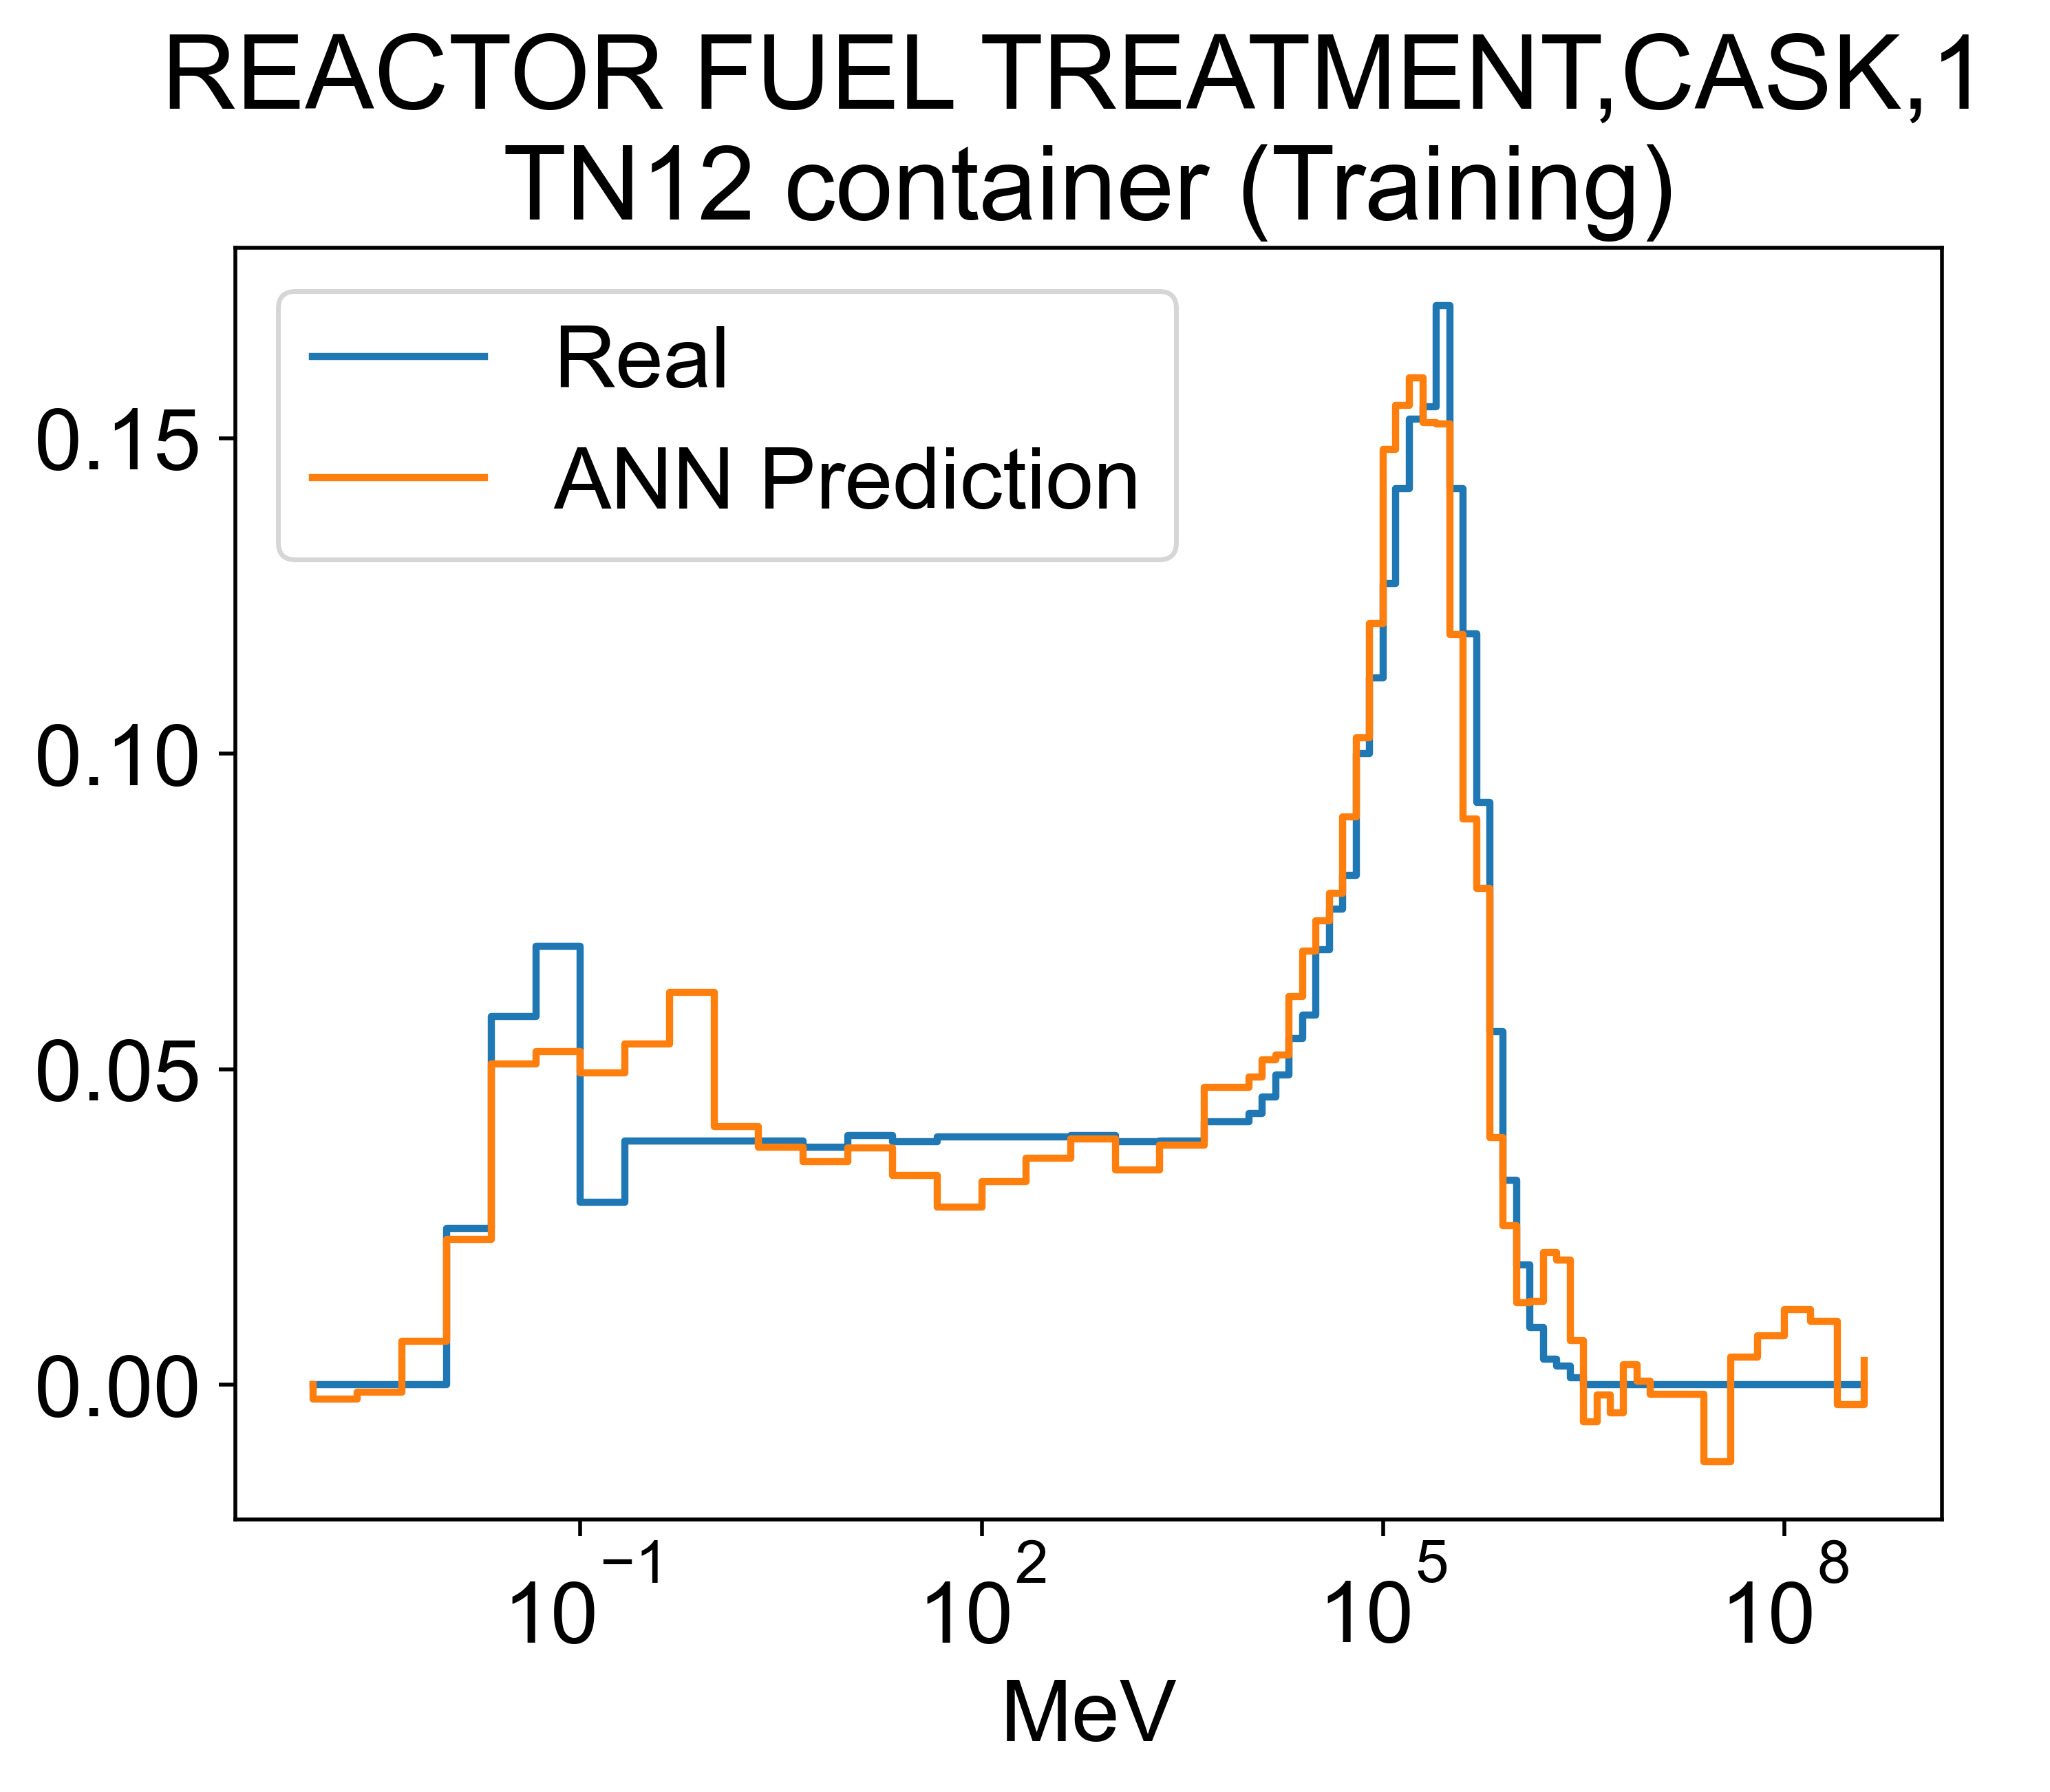 REACTOR FUEL TREATMENT,CASK,1
TN12 container (Training)
Real
ANN Prediction
0.15
0.10
0.05
0.00
10⁻¹ 10² 10⁵ 10⁸
MeV